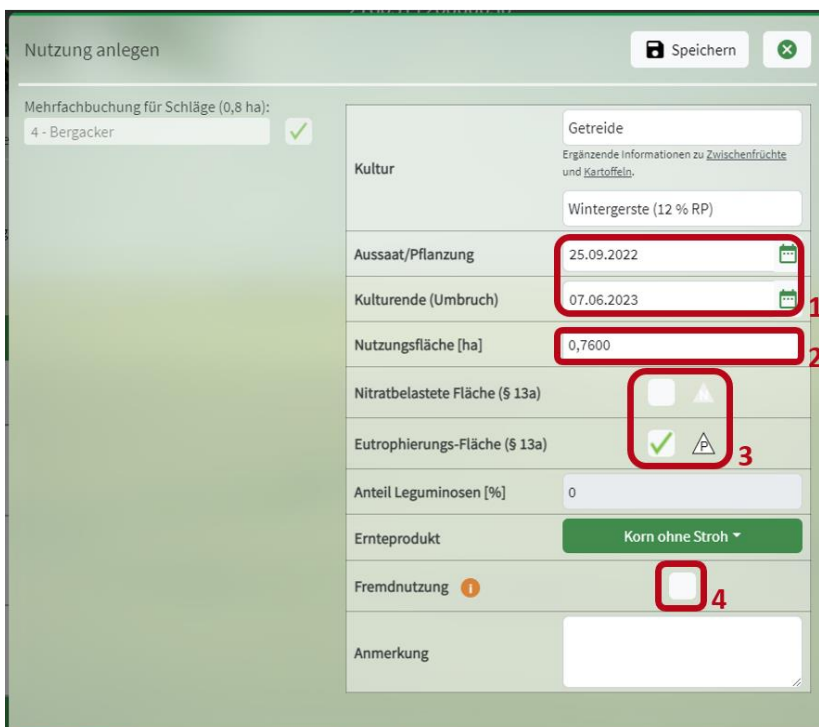 Nutzung anlegen
Speichern
Mehrfachbuchung für Schläge (0,8 ha):
4 - Bergacker
Kultur
Getreide
Ergänzende Informationen zu Zwischenfrüchte
und Kartoffeln.
Wintergerste (12 % RP)
Aussaat/Pflanzung
25.09.2022
Kulturende (Umbruch)
07.06.2023
1
Nutzungsfläche [ha]
0,7600
2
Nitratbelastete Fläche (§ 13a)
Eutrophierungs-Fläche (§ 13a)
P
3
Anteil Leguminosen [%]
0
Ernteprodukt
Korn ohne Stroh
Fremdnutzung
i
4
Anmerkung